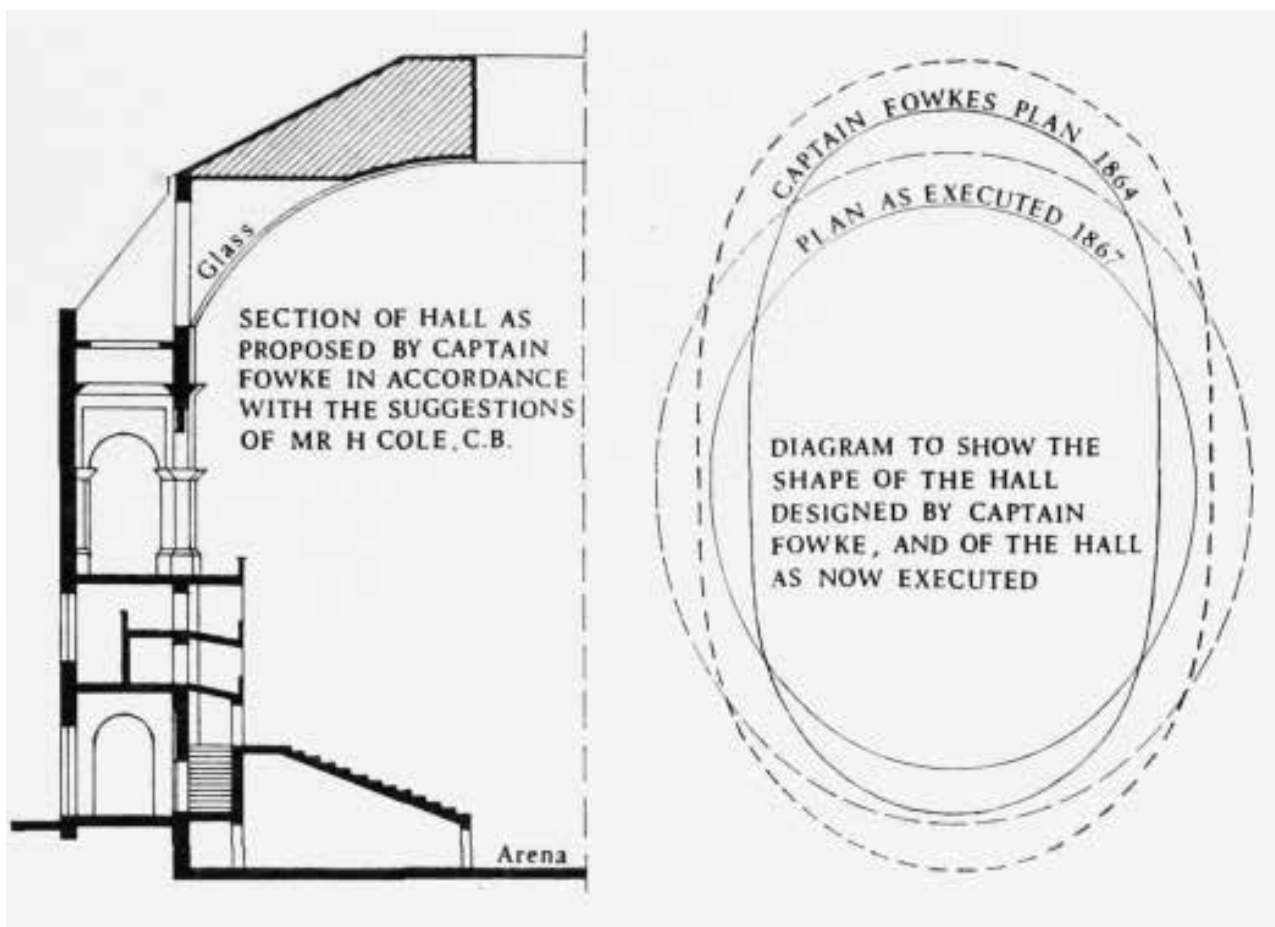 Glass
SECTION OF HALL AS
PROPOSED BY CAPTAIN
FOWKE IN ACCORDANCE
WITH THE SUGGESTIONS
OF MR H COLE, C.B.
Arena
CAPTAIN FOWKES PLAN 1864
PLAN AS EXECUTED 1867
DIAGRAM TO SHOW THE
SHAPE OF THE HALL
DESIGNED BY CAPTAIN
FOWKE, AND OF THE HALL
AS NOW EXECUTED